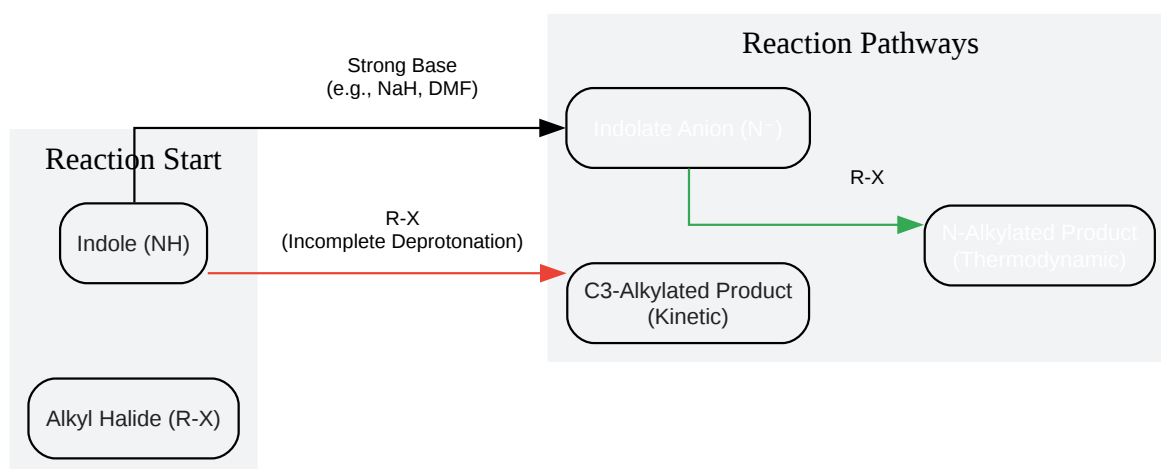 Reaction Pathways
Strong Base
(e.g., NaH, DMF)
Indolate Anion (N⁻)
Reaction Start
R-X
R-X
(Incomplete Deprotonation)
Indole (NH)
N-Alkylated Product
(Thermodynamic)
C3-Alkylated Product
(Kinetic)
Alkyl Halide (R-X)